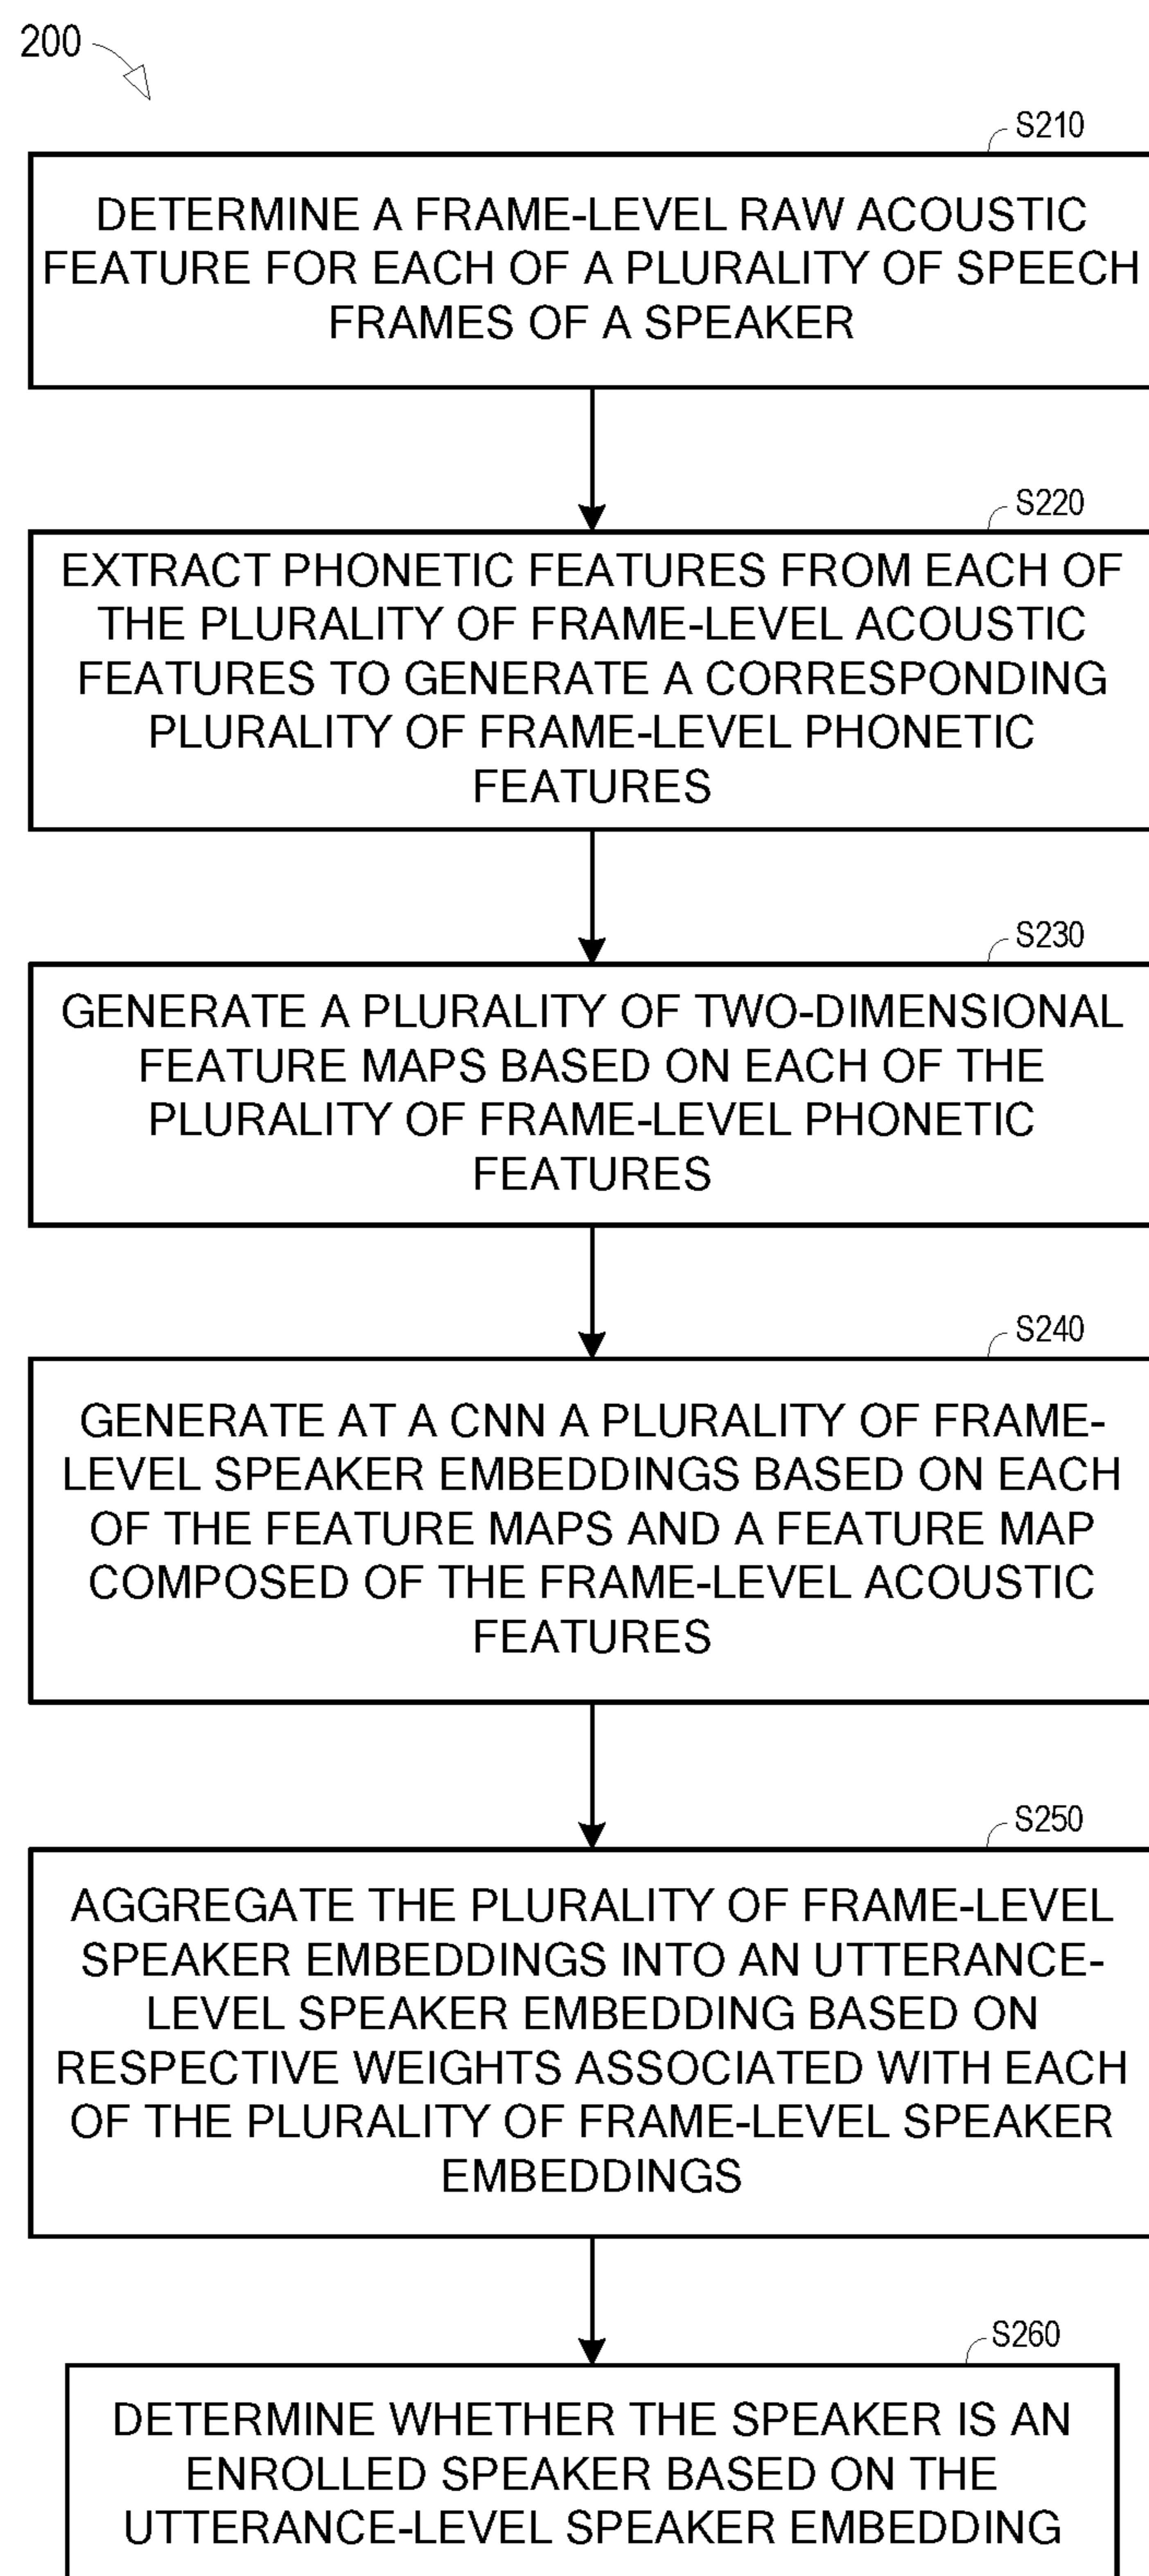 200
S210
DETERMINE A FRAME-LEVEL RAW ACOUSTIC
FEATURE FOR EACH OF A PLURALITY OF SPEECH
FRAMES OF A SPEAKER
S220
EXTRACT PHONETIC FEATURES FROM EACH OF
THE PLURALITY OF FRAME-LEVEL ACOUSTIC
FEATURES TO GENERATE A CORRESPONDING
PLURALITY OF FRAME-LEVEL PHONETIC
FEATURES
S230
GENERATE A PLURALITY OF TWO-DIMENSIONAL
FEATURE MAPS BASED ON EACH OF THE
PLURALITY OF FRAME-LEVEL PHONETIC
FEATURES
S240
GENERATE AT A CNN A PLURALITY OF FRAME-
LEVEL SPEAKER EMBEDDINGS BASED ON EACH
OF THE FEATURE MAPS AND A FEATURE MAP
COMPOSED OF THE FRAME-LEVEL ACOUSTIC
FEATURES
S250
AGGREGATE THE PLURALITY OF FRAME-LEVEL
SPEAKER EMBEDDINGS INTO AN UTTERANCE-
LEVEL SPEAKER EMBEDDING BASED ON
RESPECTIVE WEIGHTS ASSOCIATED WITH EACH
OF THE PLURALITY OF FRAME-LEVEL SPEAKER
EMBEDDINGS
S260
DETERMINE WHETHER THE SPEAKER IS AN
ENROLLED SPEAKER BASED ON THE
UTTERANCE-LEVEL SPEAKER EMBEDDING